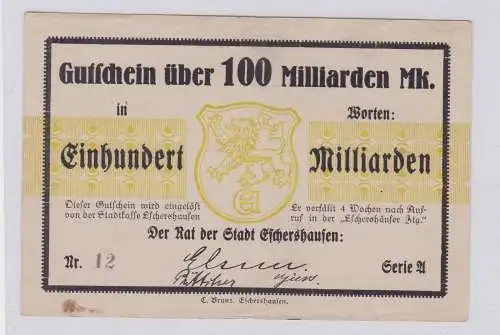 Gutschein über 100 Milliarden Mk.
in Worten:
Einhundert Milliarden
Dieser Gutschein wird eingelöst
von der Stadtkasse Eschershausen
Er verfällt 4 Wochen nach Auf-
ruf in der „Eschershäuser Ztg."
E
Der Rat der Stadt Eschershausen:
Nr. 12
Serie A
C. Bruns, Eschershausen.